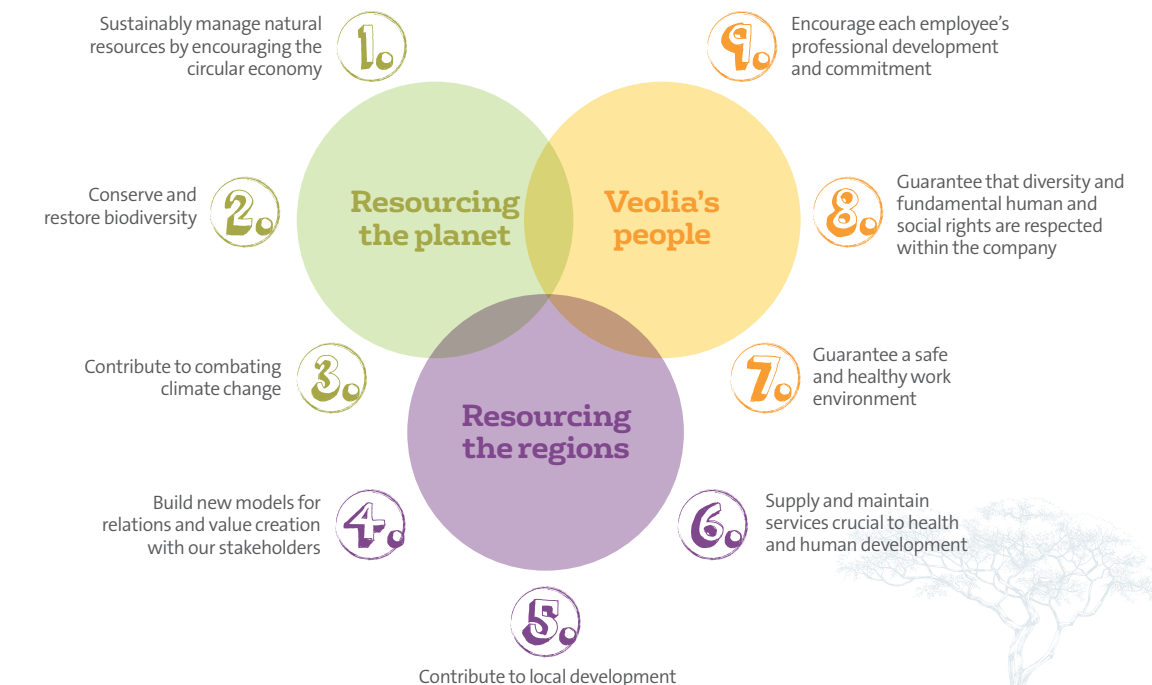 Sustainably manage natural
resources by encouraging the
circular economy
1.
9.
Encourage each employee's
professional development
and commitment
Conserve and
restore biodiversity
2.
Resourcing
the planet
Veolia's
people
8.
Guarantee that diversity and
fundamental human and
social rights are respected
within the company
Contribute to combating
climate change
3.
7.
Guarantee a safe
and healthy work
environment
Resourcing
the regions
Build new models for
relations and value creation
with our stakeholders
4.
6.
Supply and maintain
services crucial to health
and human development
5.
Contribute to local development